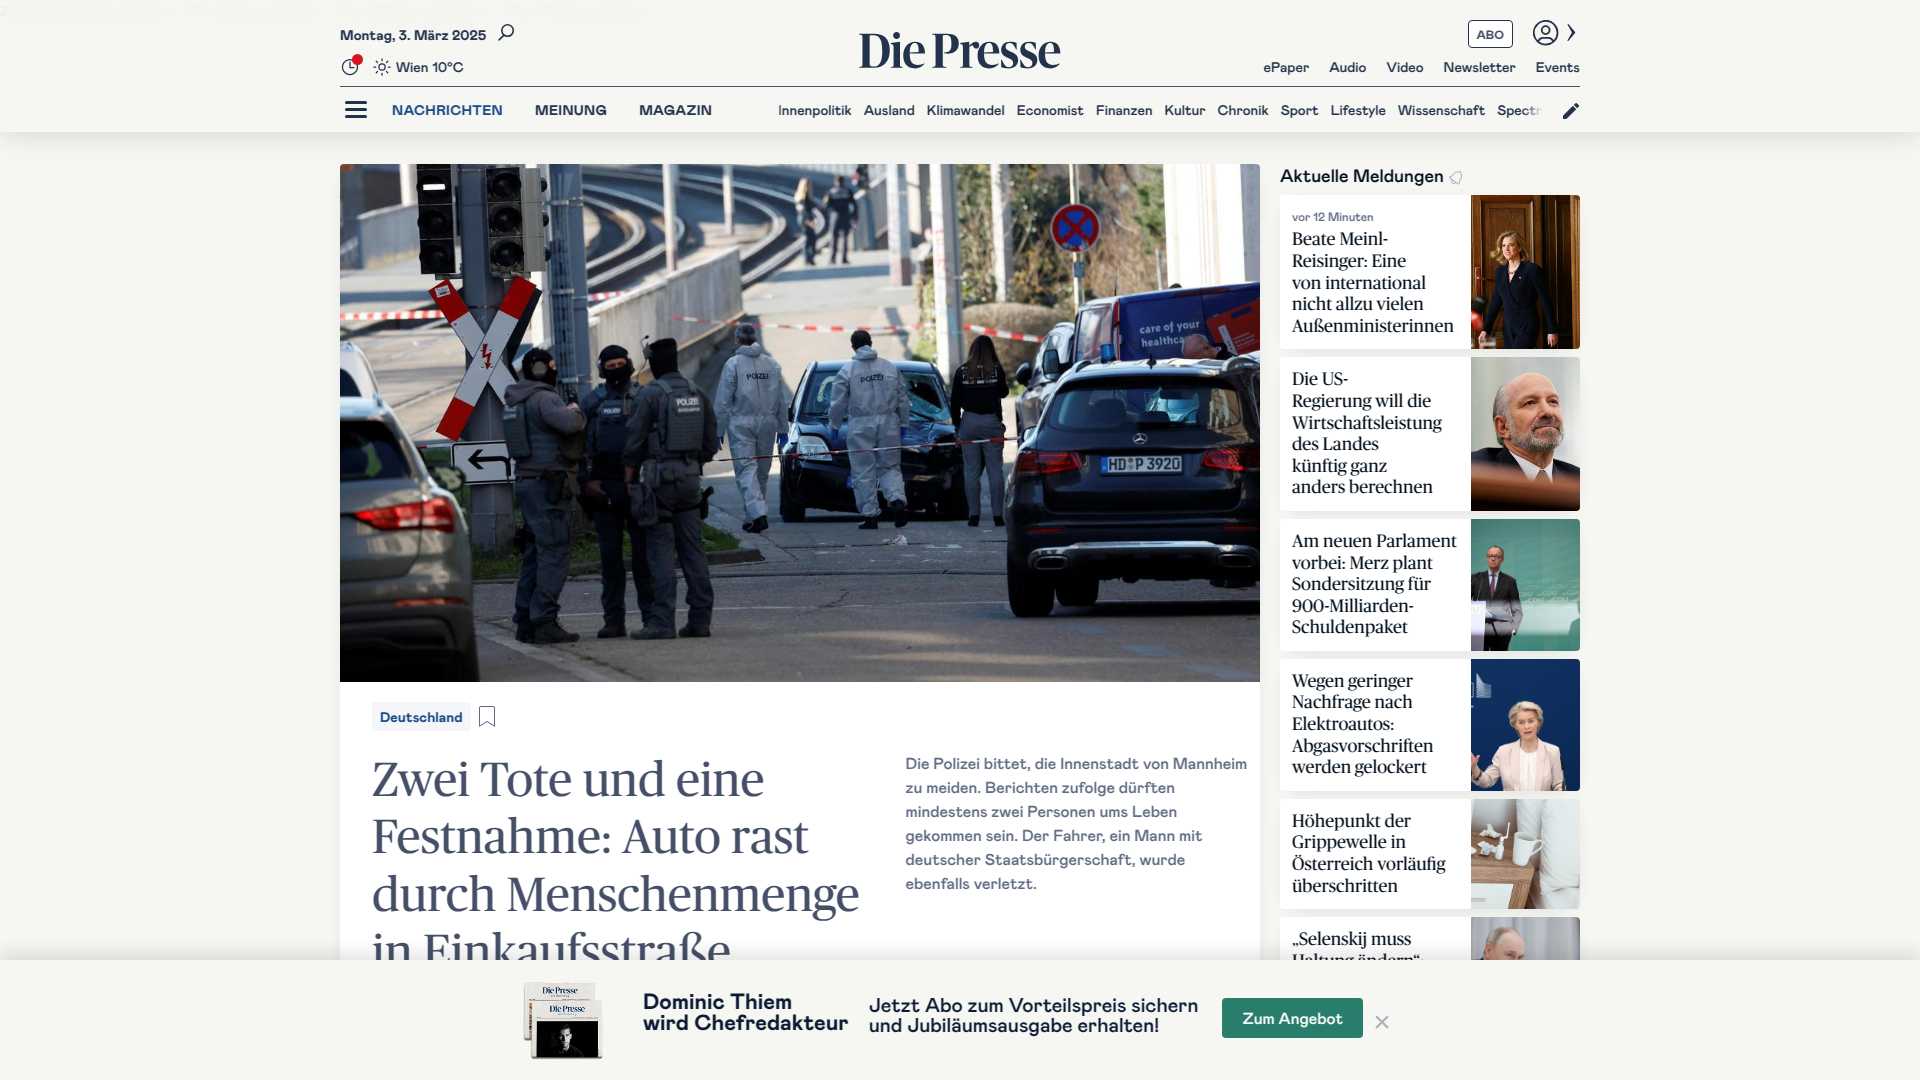 Montag, 3. März 2025
Die Presse
ABO
Wien 10°C
ePaper Audio Video Newsletter Events
NACHRICHTEN MEINUNG MAGAZIN
Innenpolitik Ausland Klimawandel Economist Finanzen Kultur Chronik Sport Lifestyle Wissenschaft Spectr
care of your
POLIZEI
POLIZEI
POLIZEI
POLIZEI
HD P 3920
Deutschland
Zwei Tote und eine
Festnahme: Auto rast
durch Menschenmenge
in Einkaufsstraße
Die Polizei bittet, die Innenstadt von Mannheim
zu meiden. Berichten zufolge dürften
mindestens zwei Personen ums Leben
gekommen sein. Der Fahrer, ein Mann mit
deutscher Staatsbürgerschaft, wurde
ebenfalls verletzt.
Aktuelle Meldungen
vor 12 Minuten
Beate Meinl-
Reisinger: Eine
von international
nicht allzu vielen
Außenministerinnen
Die US-
Regierung will die
Wirtschaftsleistung
des Landes
künftig ganz
anders berechnen
Am neuen Parlament
vorbei: Merz plant
Sondersitzung für
900-Milliarden-
Schuldenpaket
Wegen geringer
Nachfrage nach
Elektroautos:
Abgasvorschriften
werden gelockert
Höhepunkt der
Grippewelle in
Österreich vorläufig
überschritten
„Selenskij muss
Haltung ändern“
Die Presse
Die Presse
Dominic Thiem
wird Chefredakteur
Jetzt Abo zum Vorteilspreis sichern
und Jubiläumsausgabe erhalten!
Zum Angebot